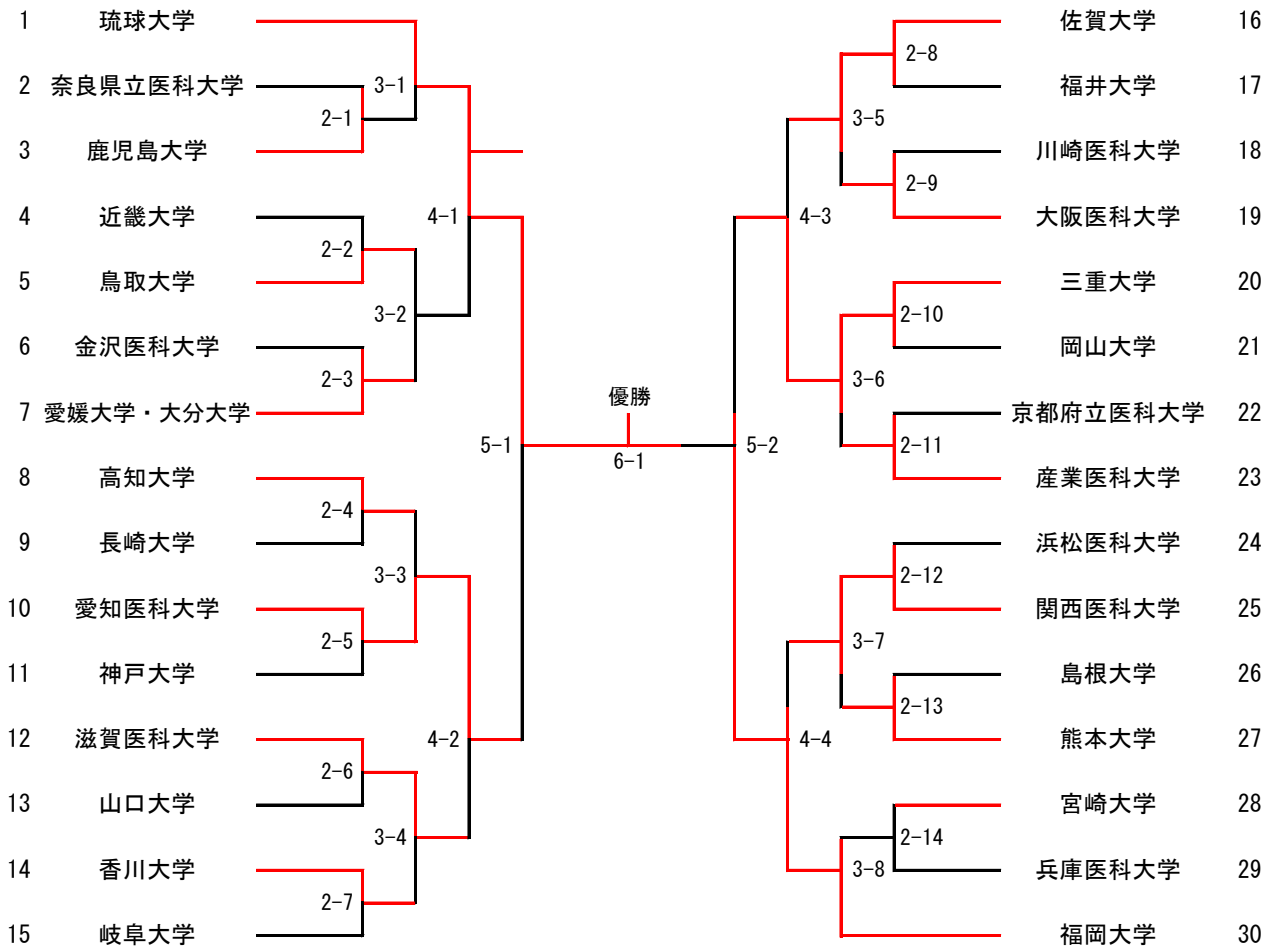 1 琉球大学
2 奈良県立医科大学
3 鹿児島大学
4 近畿大学
5 鳥取大学
6 金沢医科大学
7 愛媛大学・大分大学
8 高知大学
9 長崎大学
10 愛知医科大学
11 神戸大学
12 滋賀医科大学
13 山口大学
14 香川大学
15 岐阜大学
2-1
2-2
2-3
2-4
2-5
2-6
2-7
3-1
3-2
3-3
3-4
4-1
4-2
5-1
優勝
6-1
5-2
4-3
4-4
3-5
3-6
3-7
3-8
2-8
2-9
2-10
2-11
2-12
2-13
2-14
佐賀大学 16
福井大学 17
川崎医科大学 18
大阪医科大学 19
三重大学 20
岡山大学 21
京都府立医科大学 22
産業医科大学 23
浜松医科大学 24
関西医科大学 25
島根大学 26
熊本大学 27
宮崎大学 28
兵庫医科大学 29
福岡大学 30